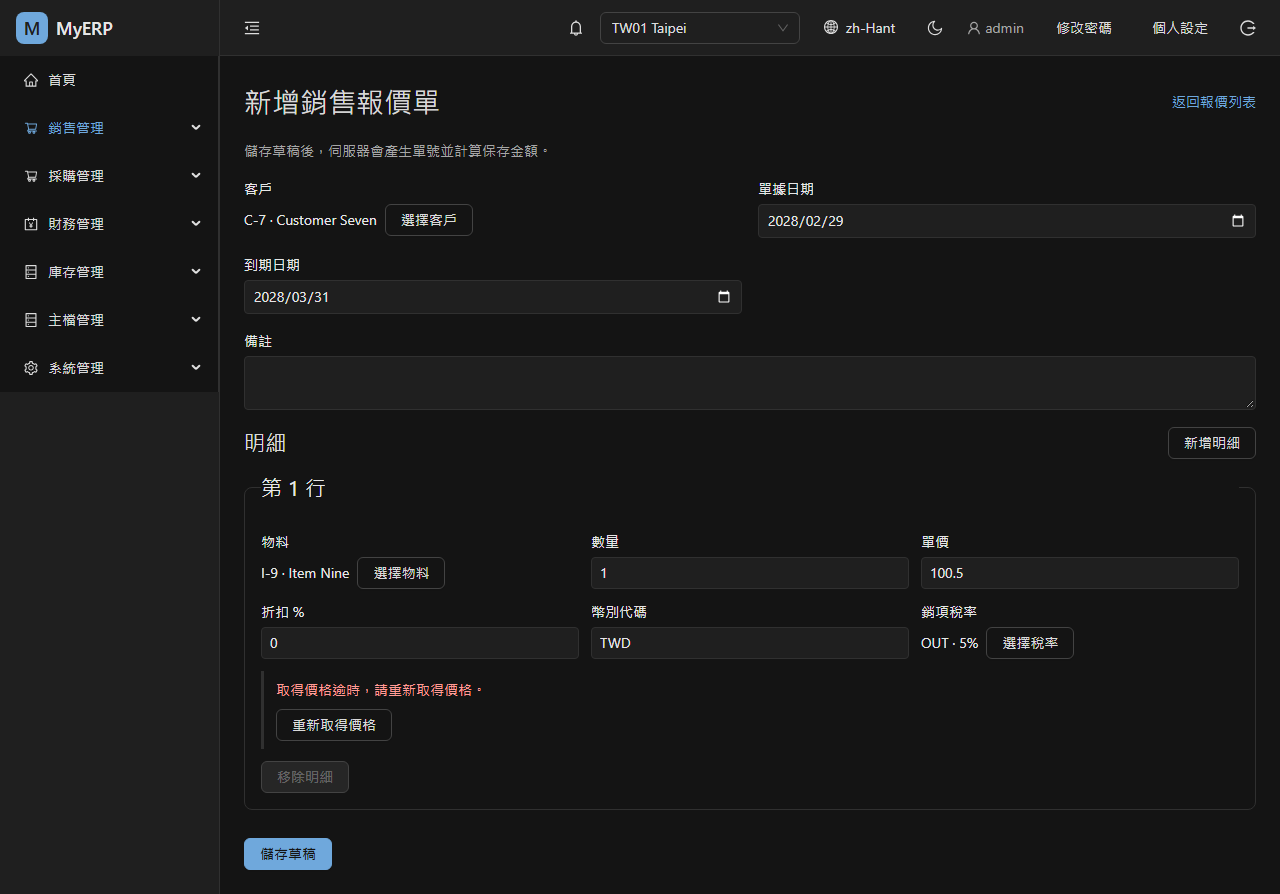 M MyERP
TW01 Taipei
zh-Hant
admin
修改密碼
個人設定
首頁
銷售管理
採購管理
財務管理
庫存管理
主檔管理
系統管理
新增銷售報價單
返回報價列表
儲存草稿後，伺服器會產生單號並計算保存金額。
客戶
單據日期
C-7 · Customer Seven
選擇客戶
2028/02/29
到期日期
2028/03/31
備註
明細
新增明細
第 1 行
物料
數量
單價
I-9 · Item Nine
選擇物料
1
100.5
折扣 %
幣別代碼
銷項稅率
0
TWD
OUT · 5%
選擇稅率
取得價格逾時，請重新取得價格。
重新取得價格
移除明細
儲存草稿